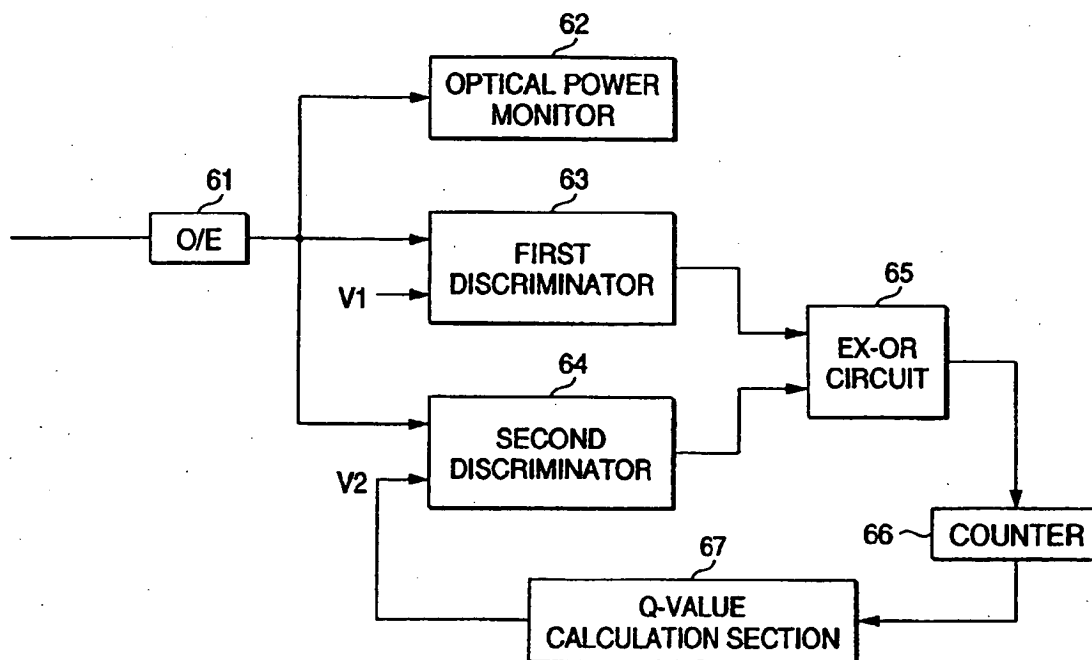 62
OPTICAL POWER
MONITOR
61
O/E
63
FIRST
DISCRIMINATOR
V1
65
EX-OR
CIRCUIT
64
SECOND
DISCRIMINATOR
V2
66
COUNTER
67
Q-VALUE
CALCULATION SECTION